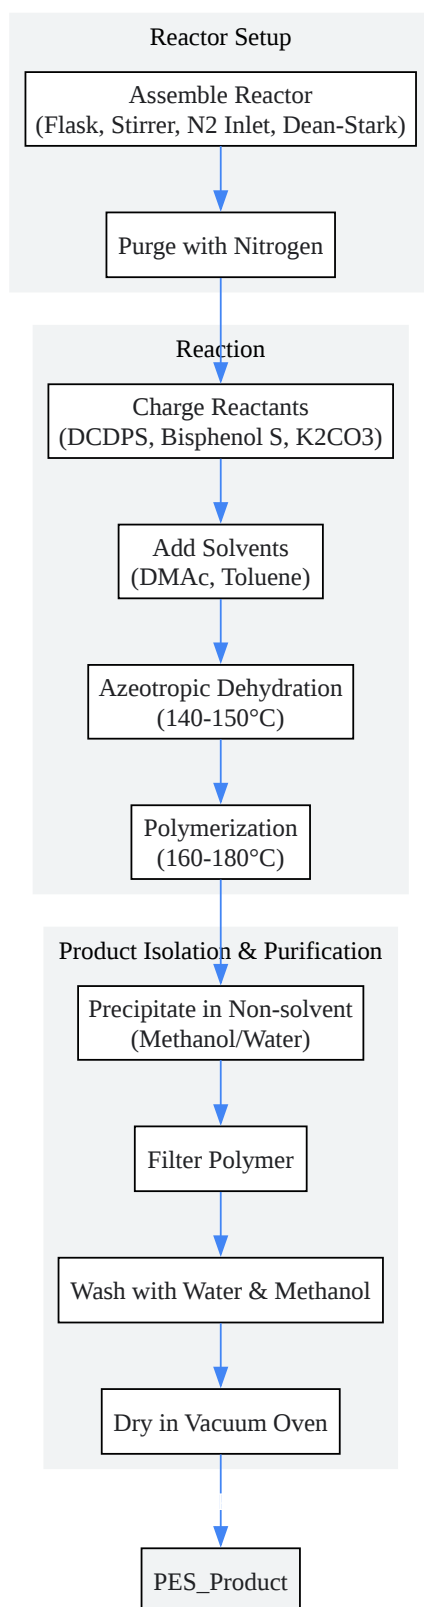 Reactor Setup
Assemble Reactor
(Flask, Stirrer, N2 Inlet, Dean-Stark)
Purge with Nitrogen
Reaction
Charge Reactants
(DCDPS, Bisphenol S, K2CO3)
Add Solvents
(DMAc, Toluene)
Azeotropic Dehydration
(140-150°C)
Polymerization
(160-180°C)
Product Isolation & Purification
Precipitate in Non-solvent
(Methanol/Water)
Filter Polymer
Wash with Water & Methanol
Dry in Vacuum Oven
PES_Product